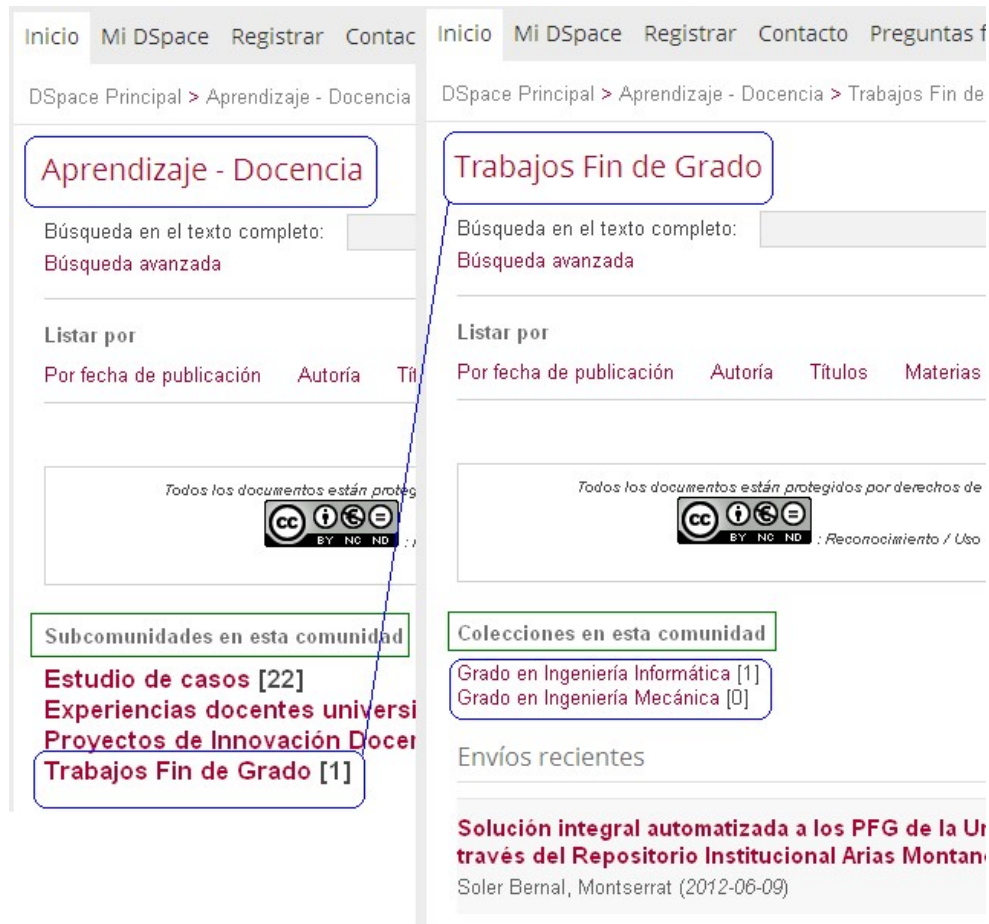 Inicio Mi DSpace Registrar Contac
DSpace Principal > Aprendizaje - Docencia
Aprendizaje - Docencia
Búsqueda en el texto completo:
Búsqueda avanzada
Listar por
Por fecha de publicación Autoría Tít
Todos los documentos están proteg
cc BY NC ND :
Subcomunidades en esta comunidad
Estudio de casos [22]
Experiencias docentes universi
Proyectos de Innovación Docen
Trabajos Fin de Grado [1]
Inicio Mi DSpace Registrar Contacto Preguntas f
DSpace Principal > Aprendizaje - Docencia > Trabajos Fin de
Trabajos Fin de Grado
Búsqueda en el texto completo:
Búsqueda avanzada
Listar por
Por fecha de publicación Autoría Títulos Materias
Todos los documentos están protegidos por derechos de
cc BY NC ND : Reconocimiento / Uso
Colecciones en esta comunidad
Grado en Ingeniería Informática [1]
Grado en Ingeniería Mecánica [0]
Envíos recientes
Solución integral automatizada a los PFG de la Un
través del Repositorio Institucional Arias Montano
Soler Bernal, Montserrat (2012-06-09)